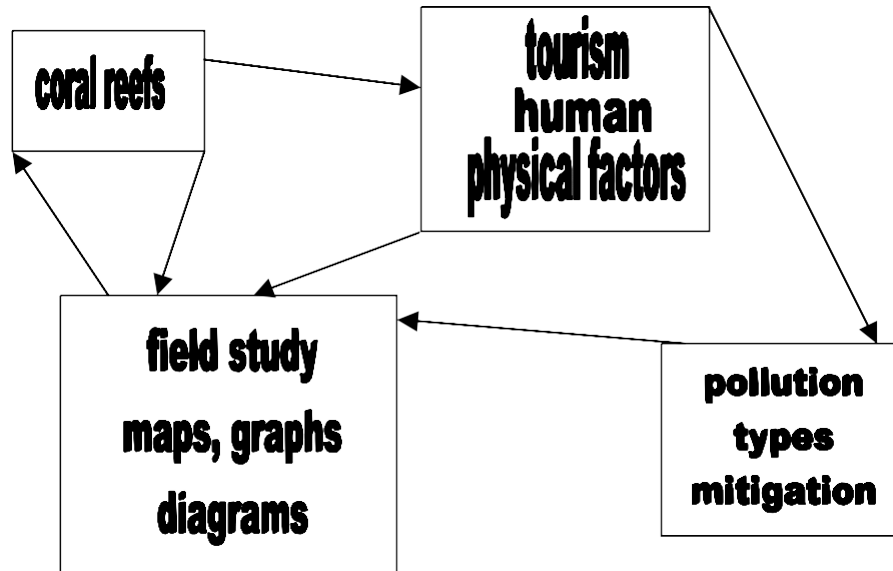 coral reefs
tourism
human
physical factors
field study
maps, graphs
diagrams
pollution
types
mitigation